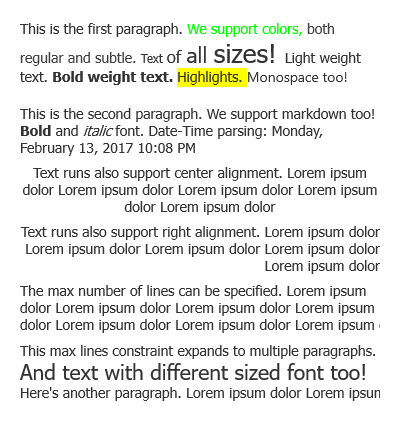 This is the first paragraph. We support colors, both
regular and subtle. Text of all sizes! Light weight
text. Bold weight text. Highlights. Monospace too!
This is the second paragraph. We support markdown too!
Bold and italic font. Date-Time parsing: Monday,
February 13, 2017 10:08 PM
Text runs also support center alignment. Lorem ipsum
dolor Lorem ipsum dolor Lorem ipsum dolor Lorem ipsum
dolor Lorem ipsum dolor
Text runs also support right alignment. Lorem ipsum dolor
Lorem ipsum dolor Lorem ipsum dolor Lorem ipsum dolor
Lorem ipsum dolor
The max number of lines can be specified. Lorem ipsum
dolor Lorem ipsum dolor Lorem ipsum dolor Lorem ipsum
dolor Lorem ipsum dolor Lorem ipsum dolor Lorem ipsum
This max lines constraint expands to multiple paragraphs.
And text with different sized font too!
Here's another paragraph. Lorem ipsum dolor Lorem ipsum